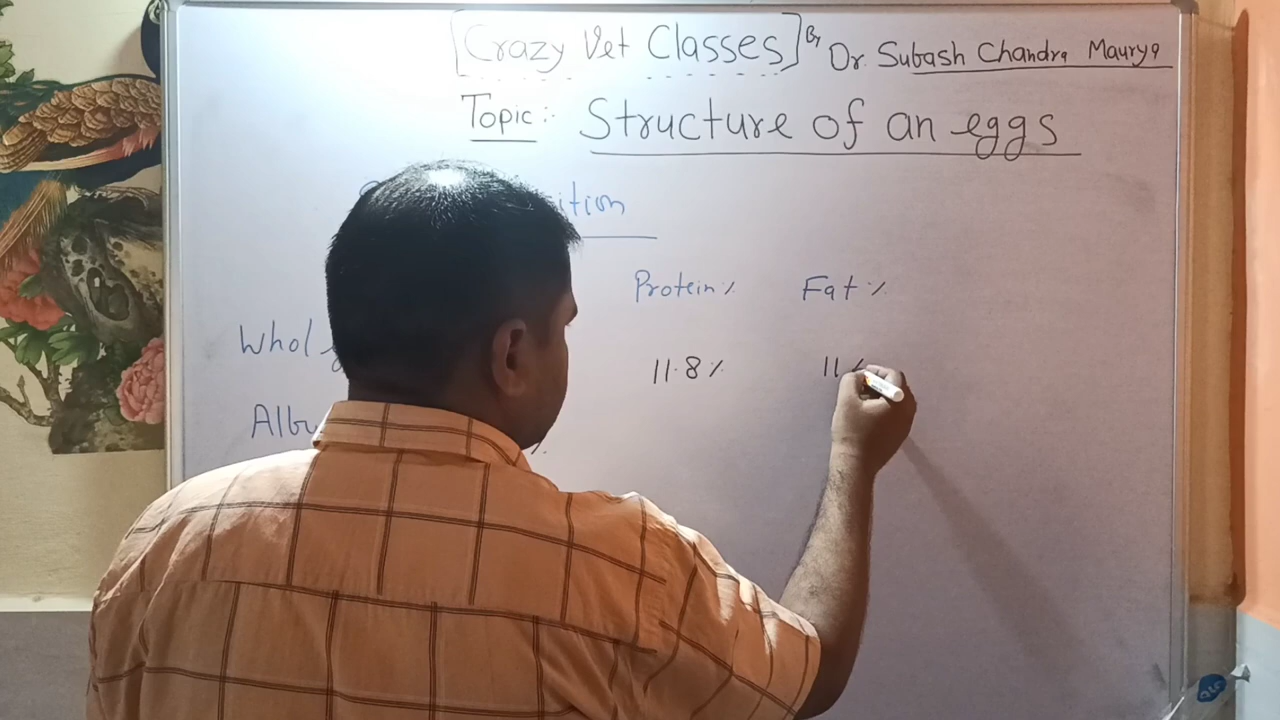 [Crazy Vet Classes] By Dr. Subash Chandra Maurya
Topic:- Structure of an eggs
Protein% Fat%
Whol
11.8% 11
Albu